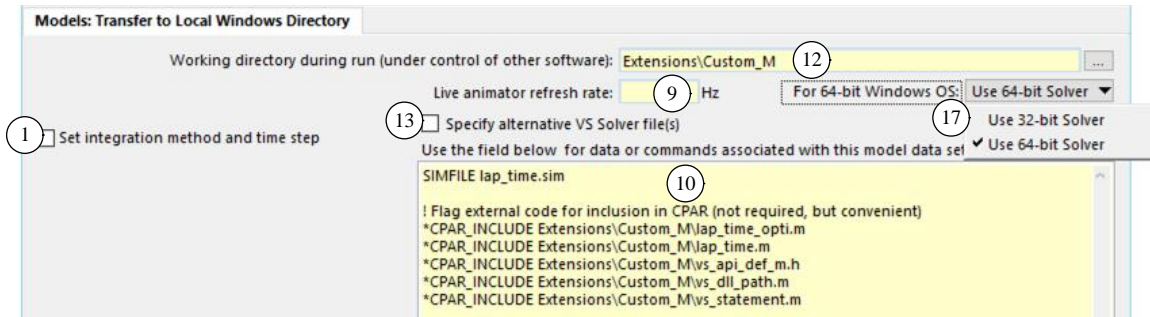 Models: Transfer to Local Windows Directory
Working directory during run (under control of other software): Extensions\Custom_M 12 ...
Live animator refresh rate: 9 Hz For 64-bit Windows OS: Use 64-bit Solver
13 Specify alternative VS Solver file(s) 17 Use 32-bit Solver
1 Set integration method and time step
Use the field below for data or commands associated with this model data set Use 64-bit Solver
SIMFILE lap_time.sim 10
! Flag external code for inclusion in CPAR (not required, but convenient)
*CPAR_INCLUDE Extensions\Custom_M\lap_time_opti.m
*CPAR_INCLUDE Extensions\Custom_M\lap_time.m
*CPAR_INCLUDE Extensions\Custom_M\vs_api_def_m.h
*CPAR_INCLUDE Extensions\Custom_M\vs_dll_path.m
*CPAR_INCLUDE Extensions\Custom_M\vs_statement.m